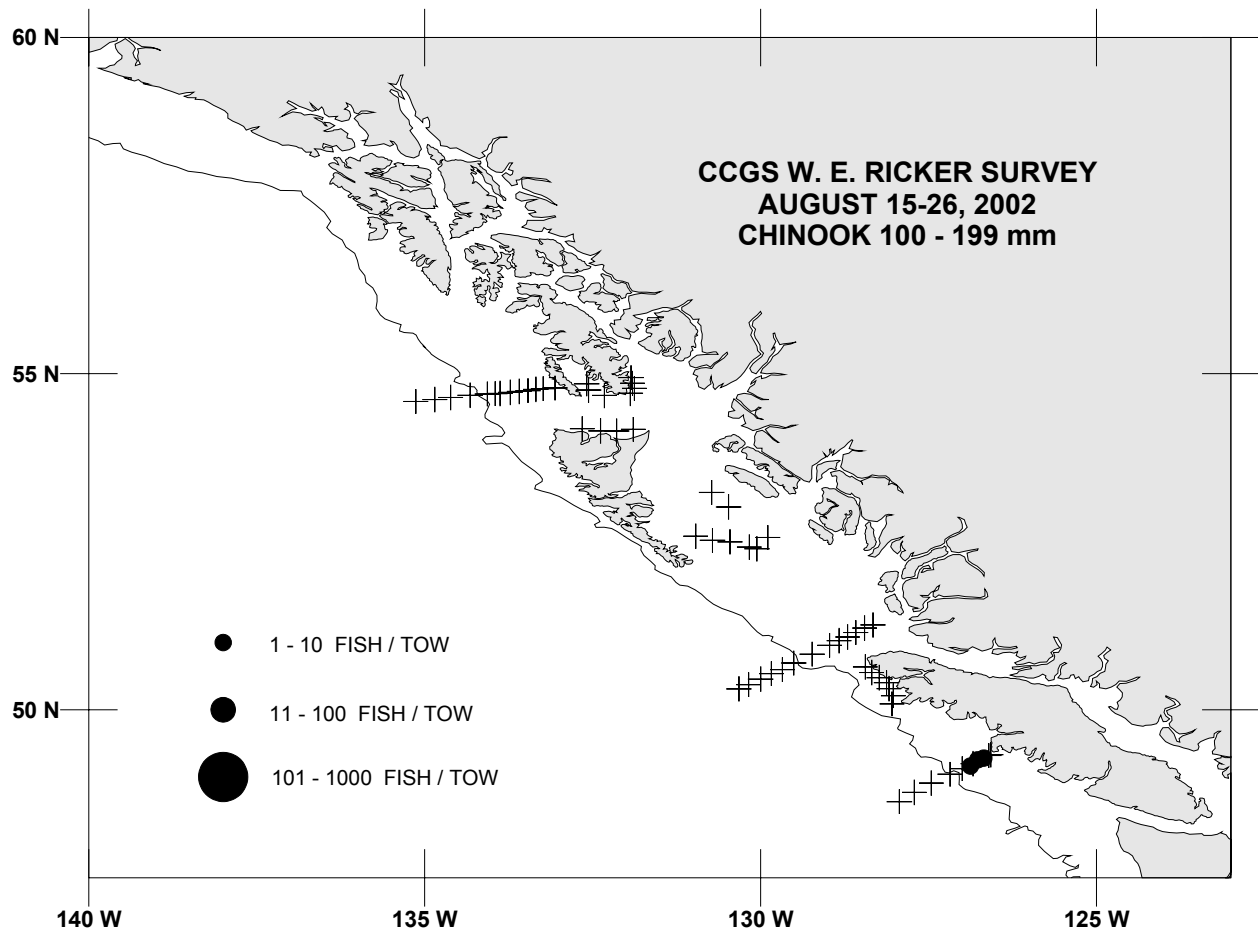 60 N
CCGS W. E. RICKER SURVEY
AUGUST 15-26, 2002
CHINOOK 100 - 199 mm
55 N
1 - 10 FISH / TOW
50 N
11 - 100 FISH / TOW
101 - 1000 FISH / TOW
140 W
135 W
130 W
125 W